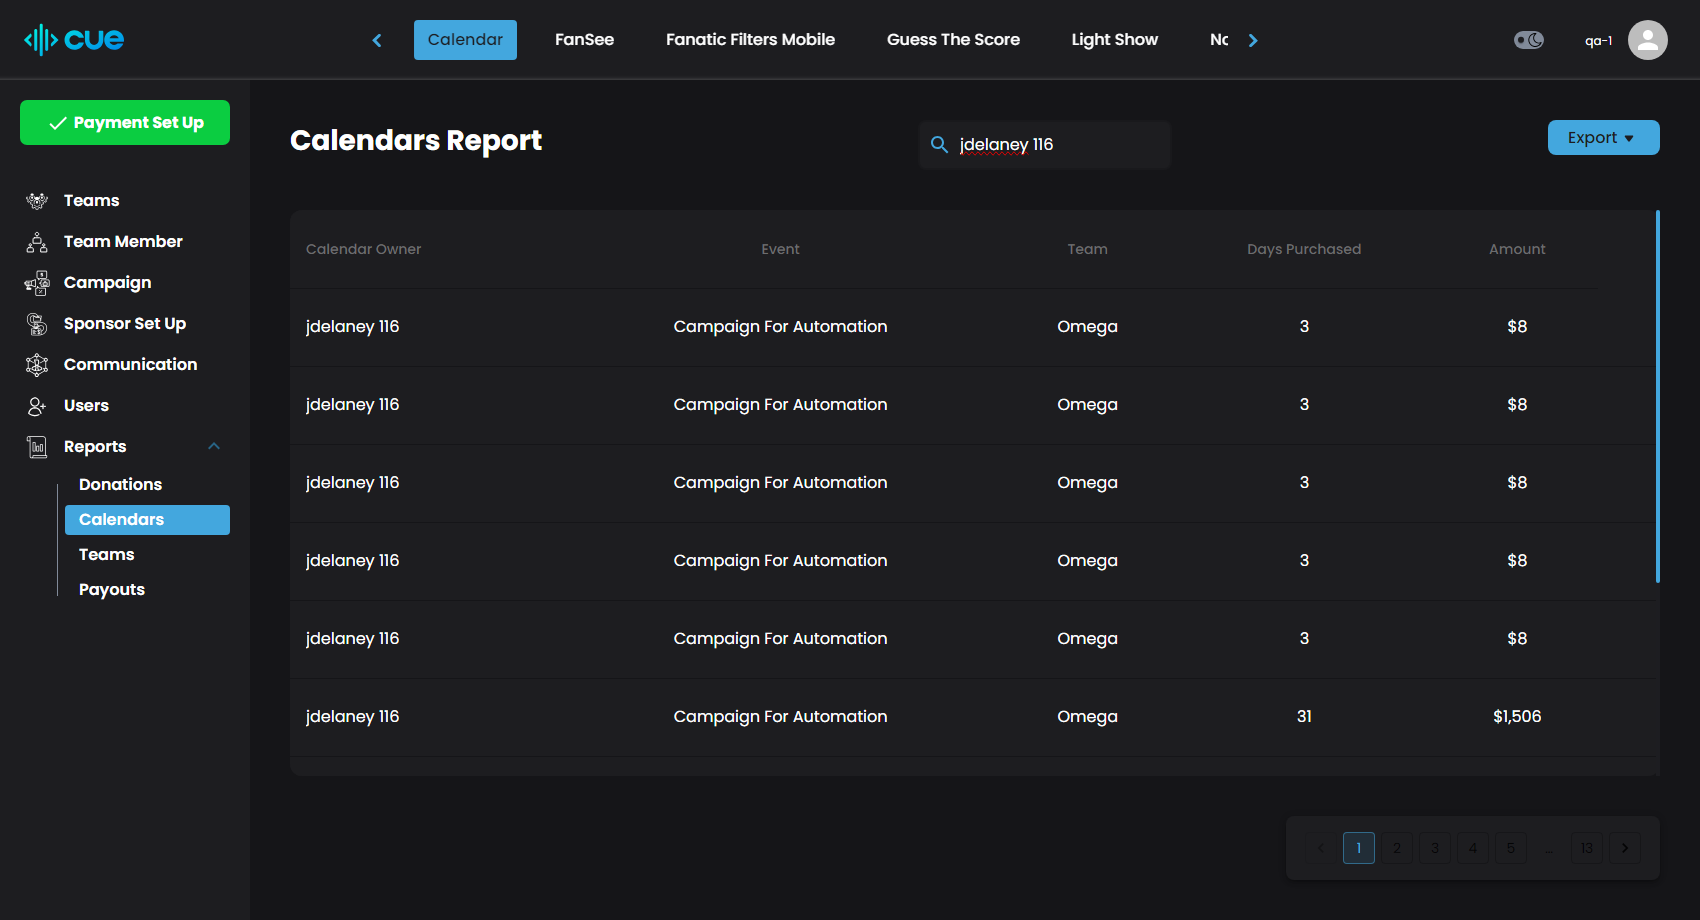 cue
Calendar FanSee Fanatic Filters Mobile Guess The Score Light Show
qa-1
Payment Set Up
Teams
Team Member
Campaign
Sponsor Set Up
Communication
Users
Reports
Donations
Calendars
Teams
Payouts
Calendars Report
jdelaney 116
Export
Calendar Owner Event Team Days Purchased Amount
jdelaney 116 Campaign For Automation Omega 3 $8
jdelaney 116 Campaign For Automation Omega 3 $8
jdelaney 116 Campaign For Automation Omega 3 $8
jdelaney 116 Campaign For Automation Omega 3 $8
jdelaney 116 Campaign For Automation Omega 3 $8
jdelaney 116 Campaign For Automation Omega 31 $1,506
1 2 3 4 5 ... 13